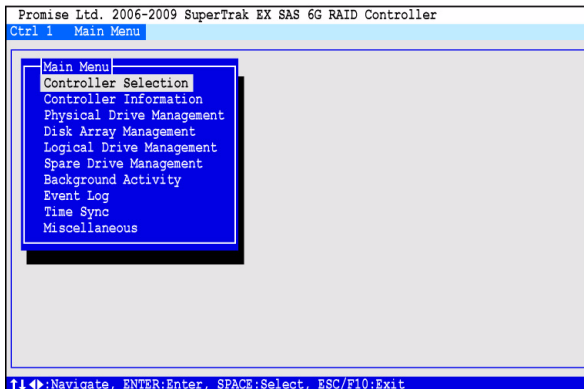 Promise Ltd. 2006-2009 SuperTrak EX SAS 6G RAID Controller
Ctrl 1 Main Menu
Main Menu
Controller Selection
Controller Information
Physical Drive Management
Disk Array Management
Logical Drive Management
Spare Drive Management
Background Activity
Event Log
Time Sync
Miscellaneous
↑↓◄►:Navigate, ENTER:Enter, SPACE:Select, ESC/F10:Exit